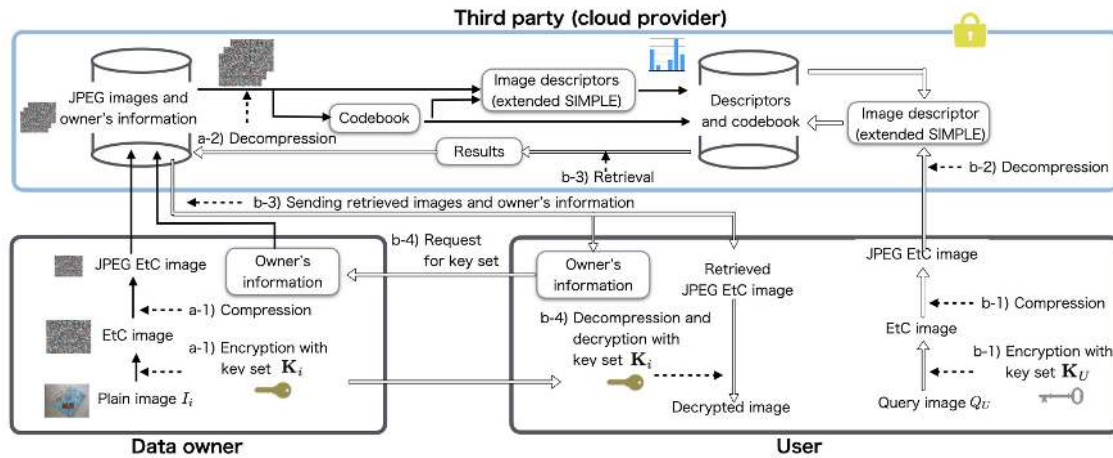 Third party (cloud provider)
JPEG images and
owner's information
a-2) Decompression
Codebook
Image descriptors
(extended SIMPLE)
Descriptors
and codebook
Image descriptor
(extended SIMPLE)
Results
b-3) Retrieval
b-2) Decompression
b-3) Sending retrieved images and owner's information
JPEG EtC image
Owner's
information
a-1) Compression
EtC image
a-1) Encryption with
key set K_i
Plain image I_i
Data owner
b-4) Request
for key set
Owner's
information
Retrieved
JPEG EtC image
b-4) Decompression and
decryption with
key set K_i
Decrypted image
JPEG EtC image
b-1) Compression
EtC image
b-1) Encryption with
key set K_U
Query image Q_U
User